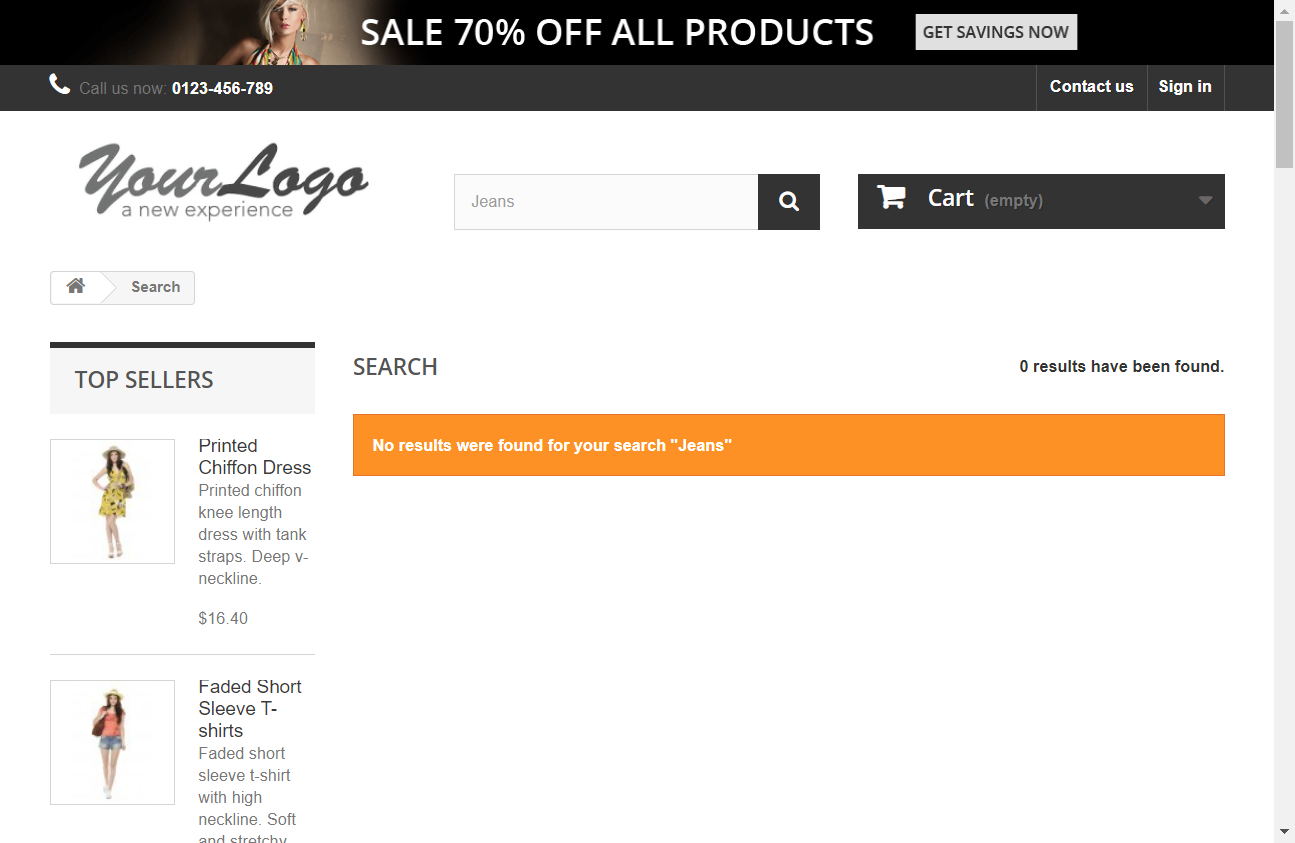 SALE 70% OFF ALL PRODUCTS
GET SAVINGS NOW
Call us now: 0123-456-789
Contact us
Sign in
Your Logo
a new experience
Jeans
Cart (empty)
Search
TOP SELLERS
Printed
Chiffon Dress
Printed chiffon
knee length
dress with tank
straps. Deep v-
neckline.
$16.40
Faded Short
Sleeve T-
shirts
Faded short
sleeve t-shirt
with high
neckline. Soft
and stretchy
SEARCH
0 results have been found.
No results were found for your search "Jeans"